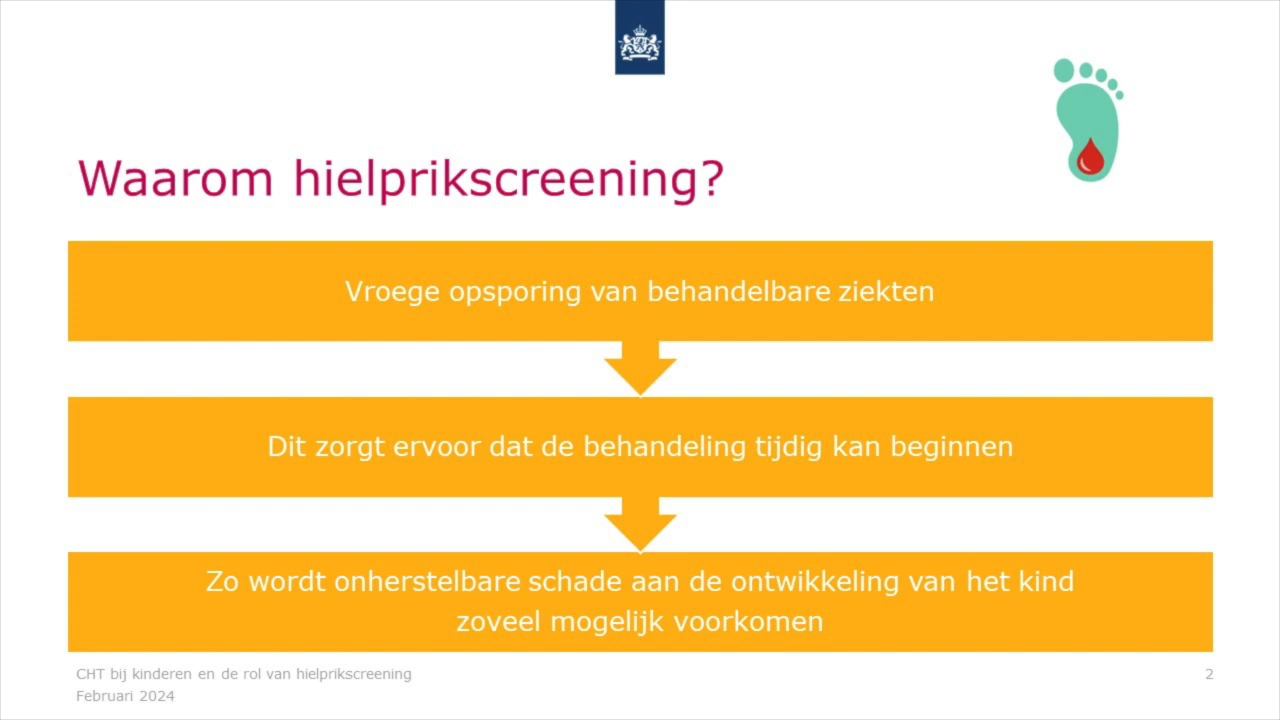 Waarom hielprikscreening?
Vroege opsporing van behandelbare ziekten
Dit zorgt ervoor dat de behandeling tijdig kan beginnen
Zo wordt onherstelbare schade aan de ontwikkeling van het kind
zoveel mogelijk voorkomen
CHT bij kinderen en de rol van hielprikscreening
2
Februari 2024